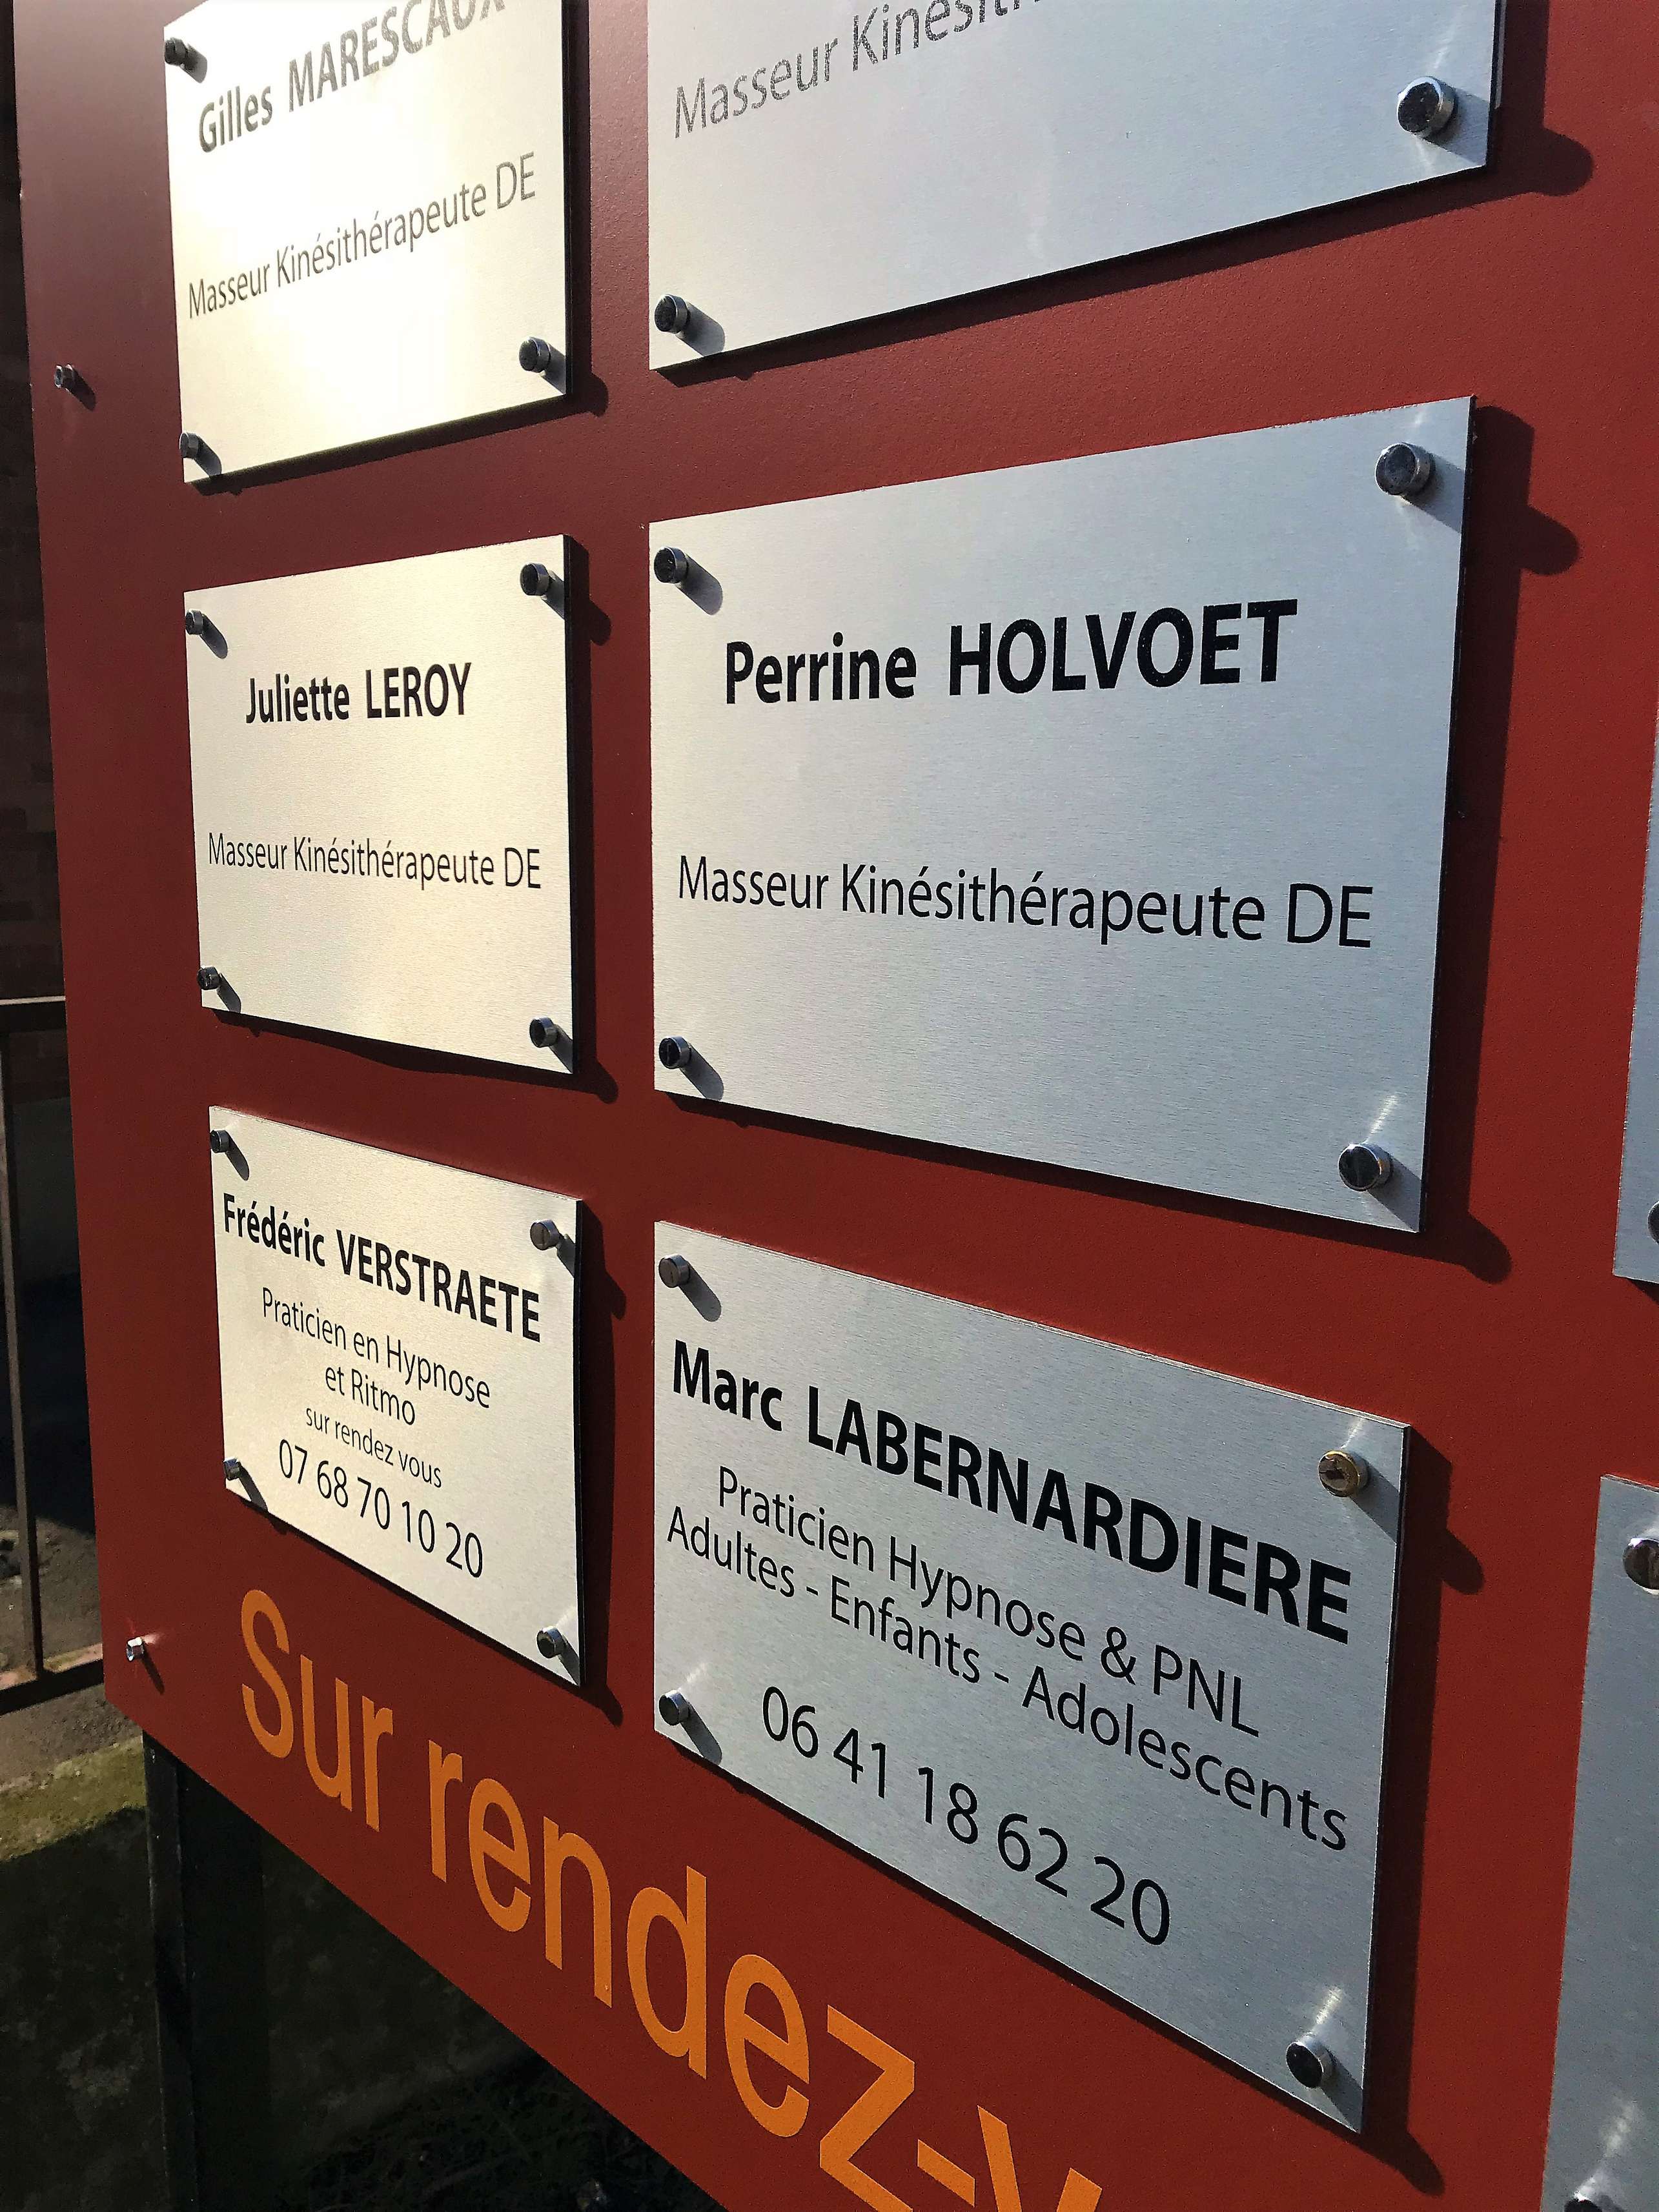 Gilles MARESCAUX
Masseur Kinésithérapeute DE
Masseur
Juliette LEROY
Masseur Kinésithérapeute DE
Perrine HOLVOET
Masseur Kinésithérapeute DE
Frédéric VERSTRAETE
Praticien en Hypnose
et Ritmo
sur rendez vous
07 68 70 10 20
Marc LABERNARDIERE
Praticien Hypnose & PNL
Adultes - Enfants - Adolescents
06 41 18 62 20
Sur rendez-v